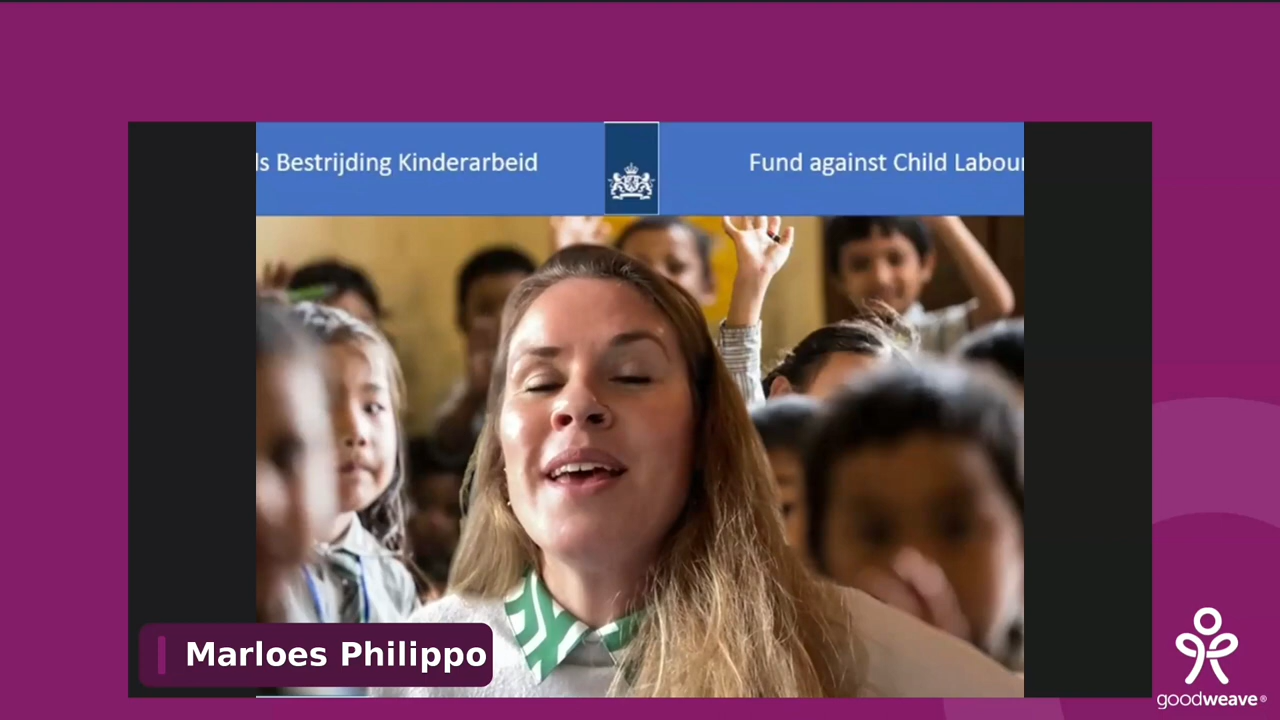 ls Bestrijding Kinderarbeid
Fund against Child Labour
Marloes Philippo
goodweave®